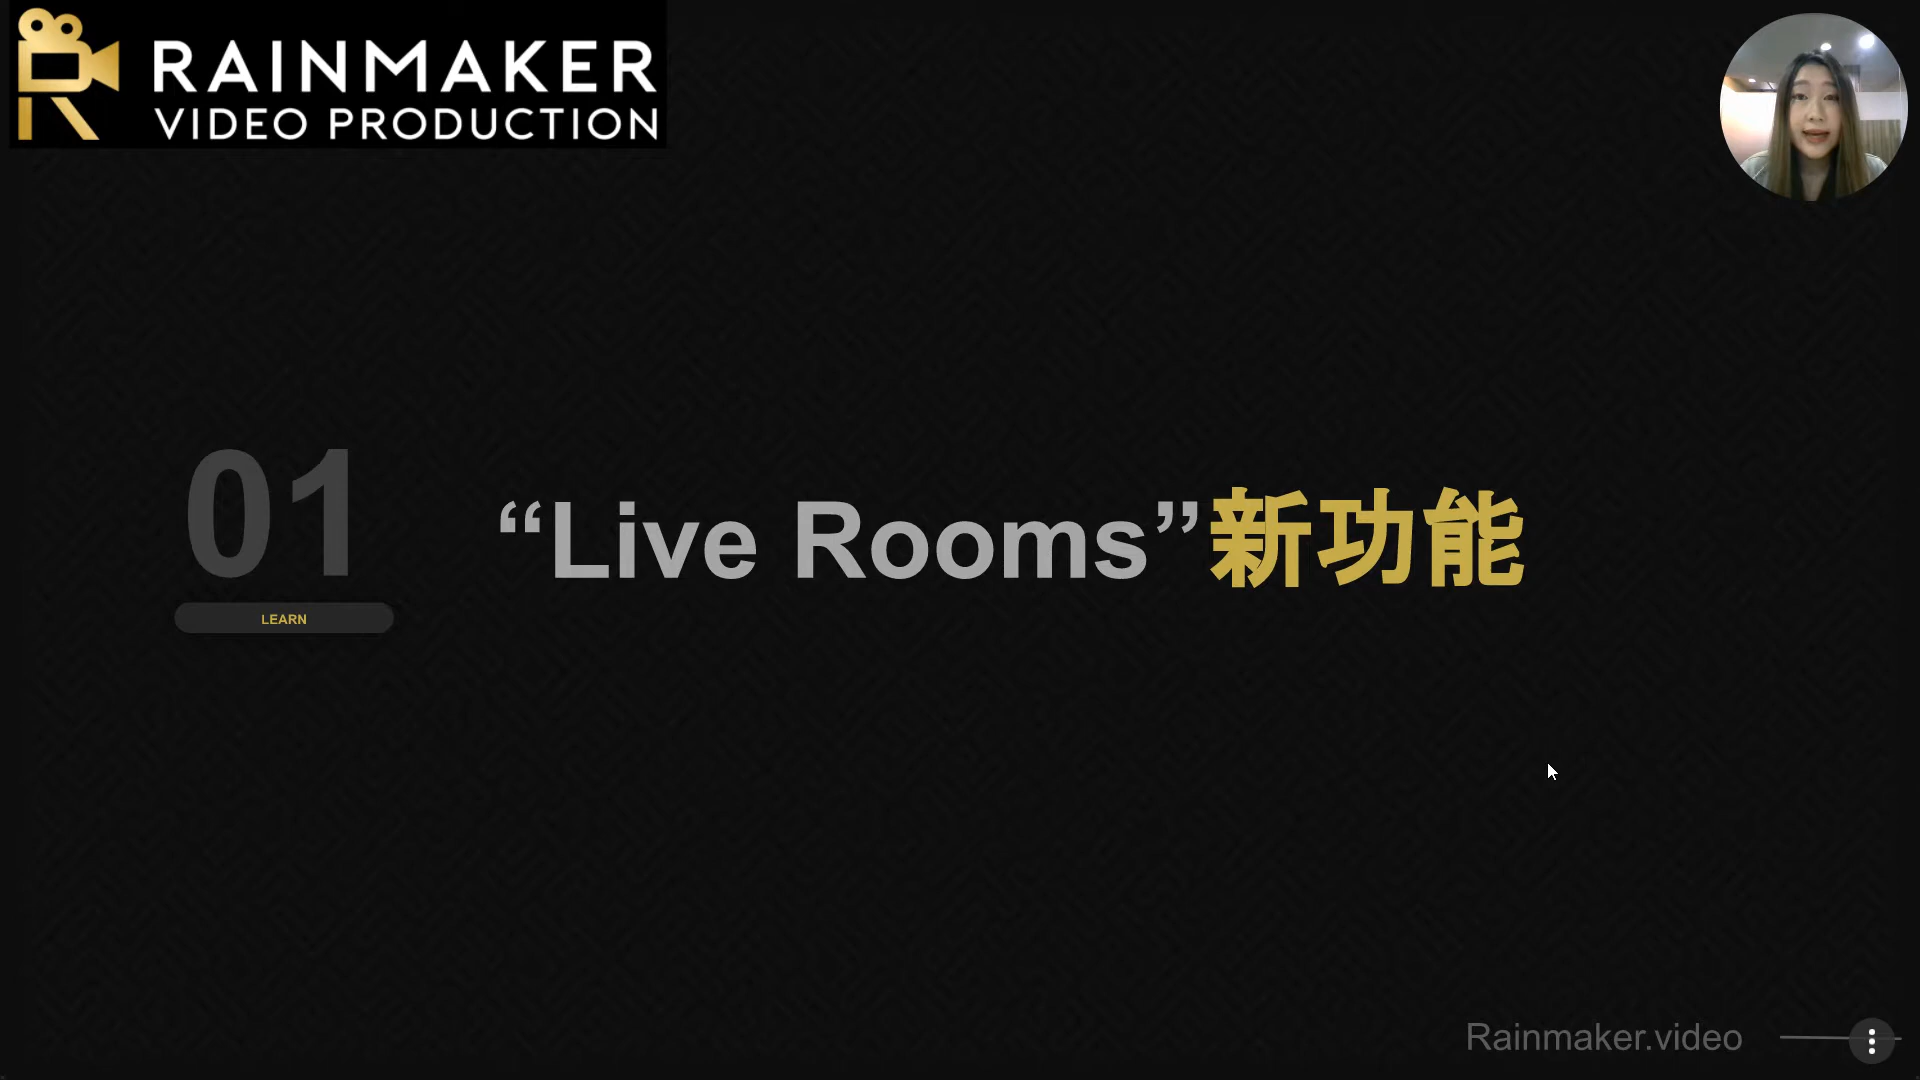 RAINMAKER
VIDEO PRODUCTION
01
LEARN
“Live Rooms”新功能
Rainmaker.video